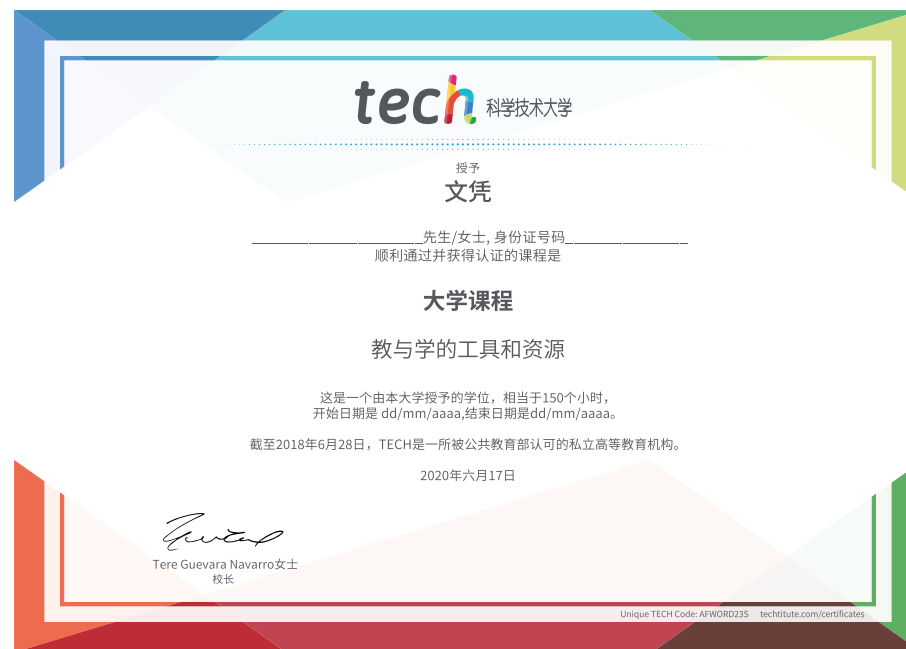 tech 科学技术大学
授予
文凭
________________________先生/女士, 身份证号码_________________
顺利通过并获得认证的课程是
大学课程
教与学的工具和资源
这是一个由本大学授予的学位，相当于150个小时，
开始日期是 dd/mm/aaaa,结束日期是dd/mm/aaaa。
截至2018年6月28日，TECH是一所被公共教育部认可的私立高等教育机构。
2020年六月17日
Tere Guevara Navarro女士
校长
Unique TECH Code: AFWORD23S techtitute.com/certificates